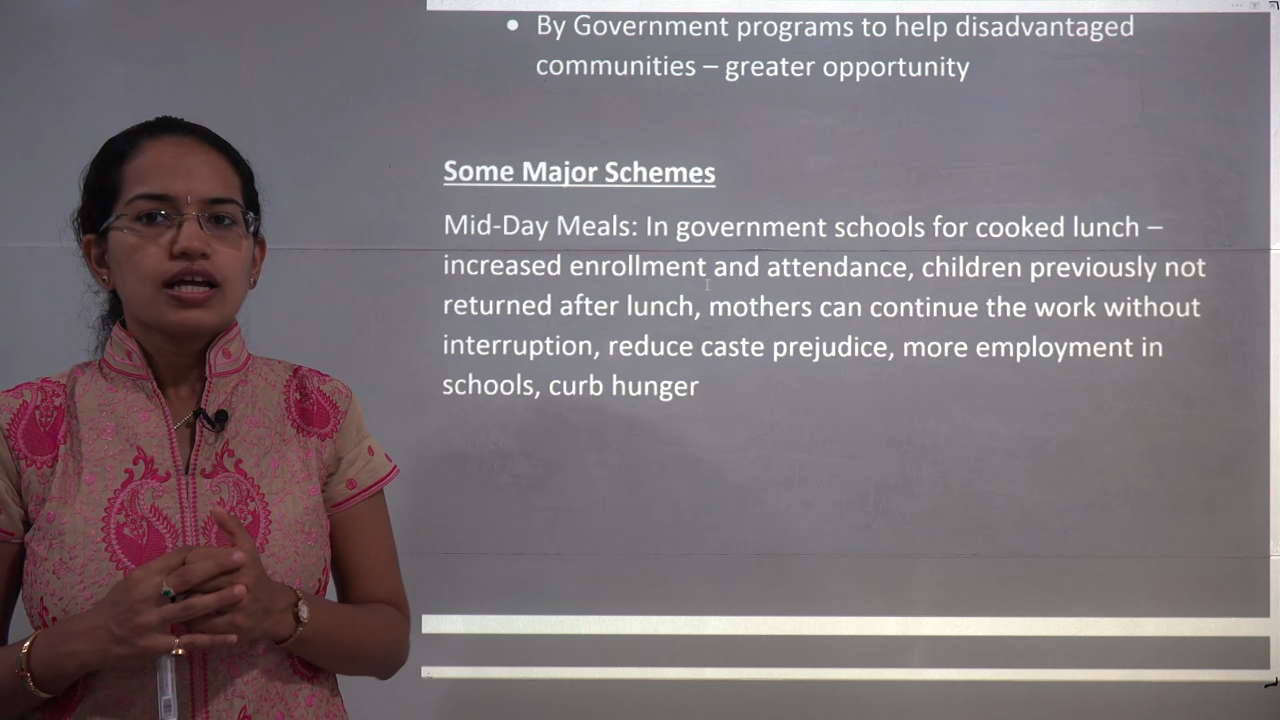 • By Government programs to help disadvantaged
communities – greater opportunity
Some Major Schemes
Mid-Day Meals: In government schools for cooked lunch –
increased enrollment and attendance, children previously not
returned after lunch, mothers can continue the work without
interruption, reduce caste prejudice, more employment in
schools, curb hunger